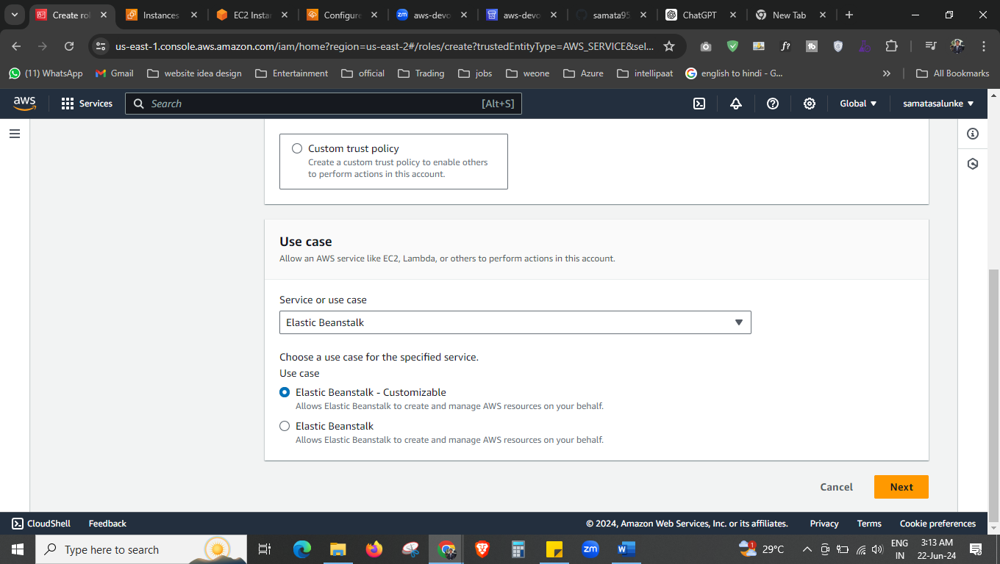 Create rol
Instances
EC2 Insta
Configure
zm
aws-devo
aws-devo
samata95
ChatGPT
New Tab
us-east-1.console.aws.amazon.com/iam/home?region=us-east-2#/roles/create?trustedEntityType=AWS_SERVICE&sel...
f?
(11) WhatsApp
Gmail
website idea design
Entertainment
official
Trading
jobs
weone
Azure
intellipaat
english to hindi - G...
All Bookmarks
aws
Services
Search
[Alt+S]
Global
samatasalunke
Custom trust policy
Create a custom trust policy to enable others
to perform actions in this account.
Use case
Allow an AWS service like EC2, Lambda, or others to perform actions in this account.
Service or use case
Elastic Beanstalk
Choose a use case for the specified service.
Use case
Elastic Beanstalk - Customizable
Allows Elastic Beanstalk to create and manage AWS resources on your behalf.
Elastic Beanstalk
Allows Elastic Beanstalk to create and manage AWS resources on your behalf.
Cancel
Next
CloudShell
Feedback
© 2024, Amazon Web Services, Inc. or its affiliates.
Privacy
Terms
Cookie preferences
Type here to search
zm
W
1
29°C
ENG
IN
3:13 AM
22-Jun-24